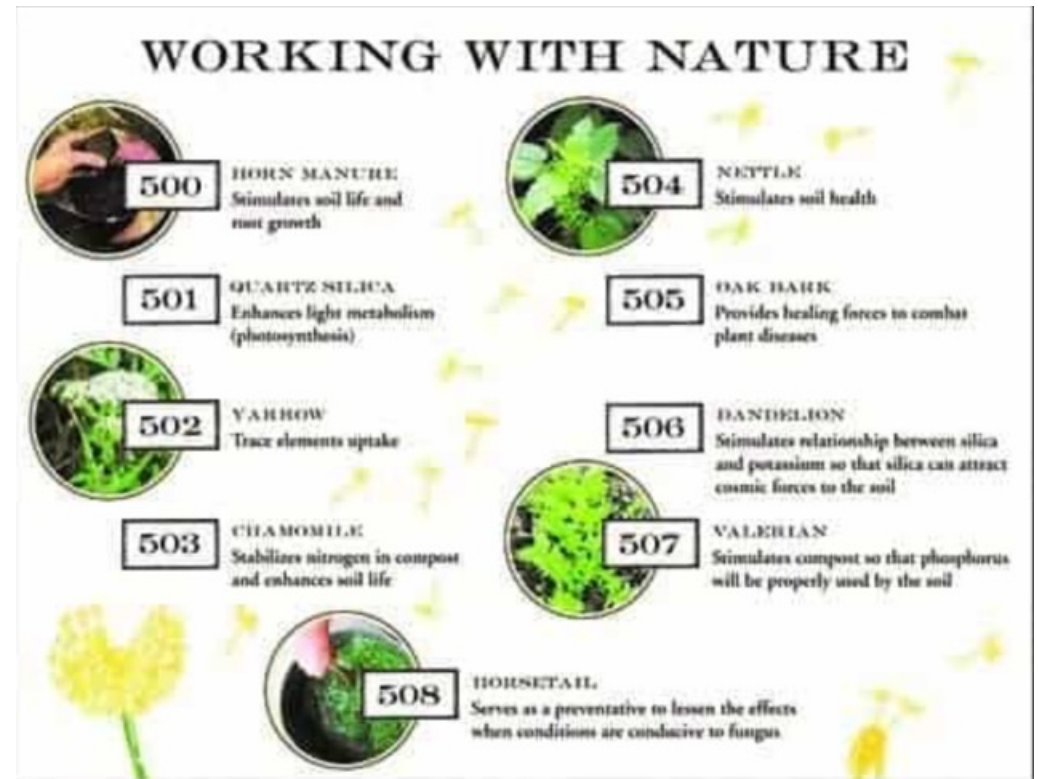 WORKING WITH NATURE
500
HORN MANURE
Stimulates soil life and
root growth
501
QUARTZ SILICA
Enhances light metabolism
(photosynthesis)
502
YARROW
Trace elements uptake
503
CHAMOMILE
Stabilizes nitrogen in compost
and enhances soil life
504
NETTLE
Stimulates soil health
505
OAK BARK
Provides healing forces to combat
plant diseases
506
DANDELION
Stimulates relationship between silica
and potassium so that silica can attract
cosmic forces to the soil
507
VALERIAN
Stimulates compost so that phosphorus
will be properly used by the soil
508
HORSETAIL
Serves as a preventative to lessen the effects
when conditions are conducive to fungus